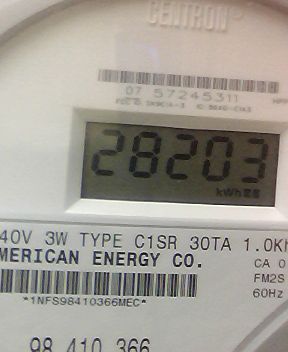 CENTRON®
07 57245311
28203
kWh
40V 3W TYPE C1SR 30TA 1.0Kh
MERICAN ENERGY CO.
CA 0
FM2S
*1NFS98410366MEC*
60Hz
98 410 366